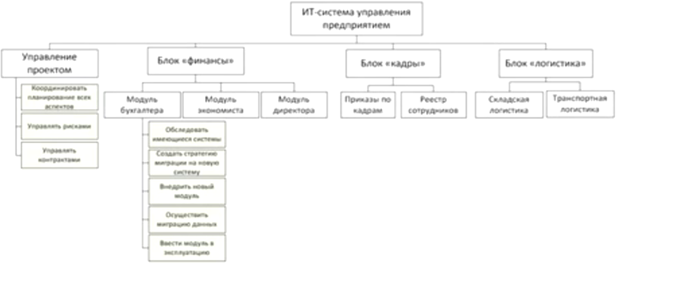 ИТ-система управления
предприятием
Управление
проектом
Блок «финансы»
Блок «кадры»
Блок «логистика»
Координировать
планирование всех
аспектов
Управлять рисками
Управлять
контрактами
Модуль
бухгалтера
Модуль
экономиста
Модуль
директора
Приказы по
кадрам
Реестр
сотрудников
Складская
логистика
Транспортная
логистика
Обследовать
имеющиеся системы
Создать стратегию
миграции на новую
систему
Внедрить новый
модуль
Осуществить
миграцию данных
Ввести модуль в
эксплуатацию